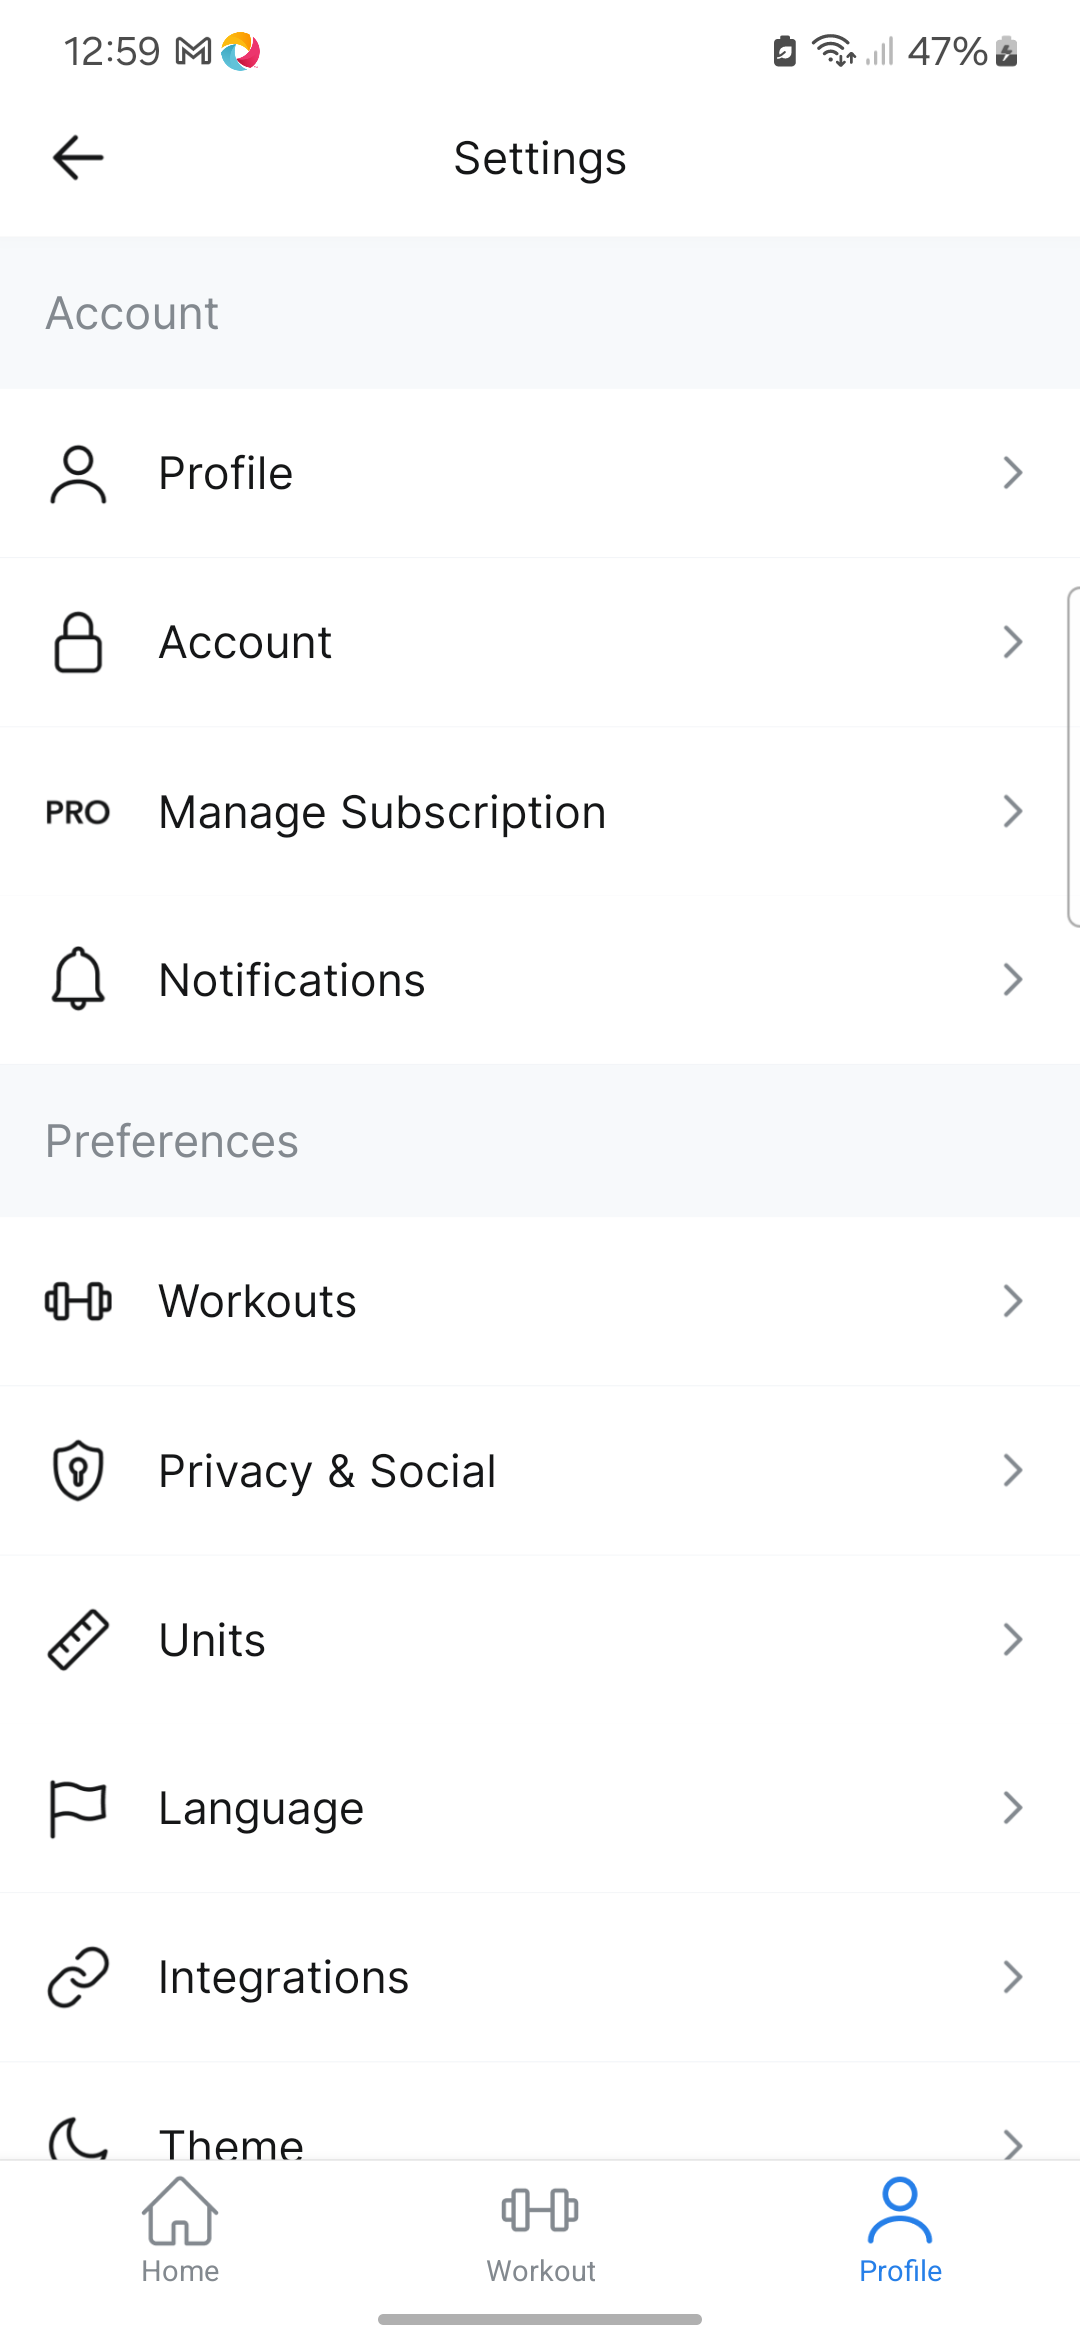 12:59 47%
Settings
Account
Profile
Account
PRO Manage Subscription
Notifications
Preferences
Workouts
Privacy & Social
Units
Language
Integrations
Theme
Home Workout Profile